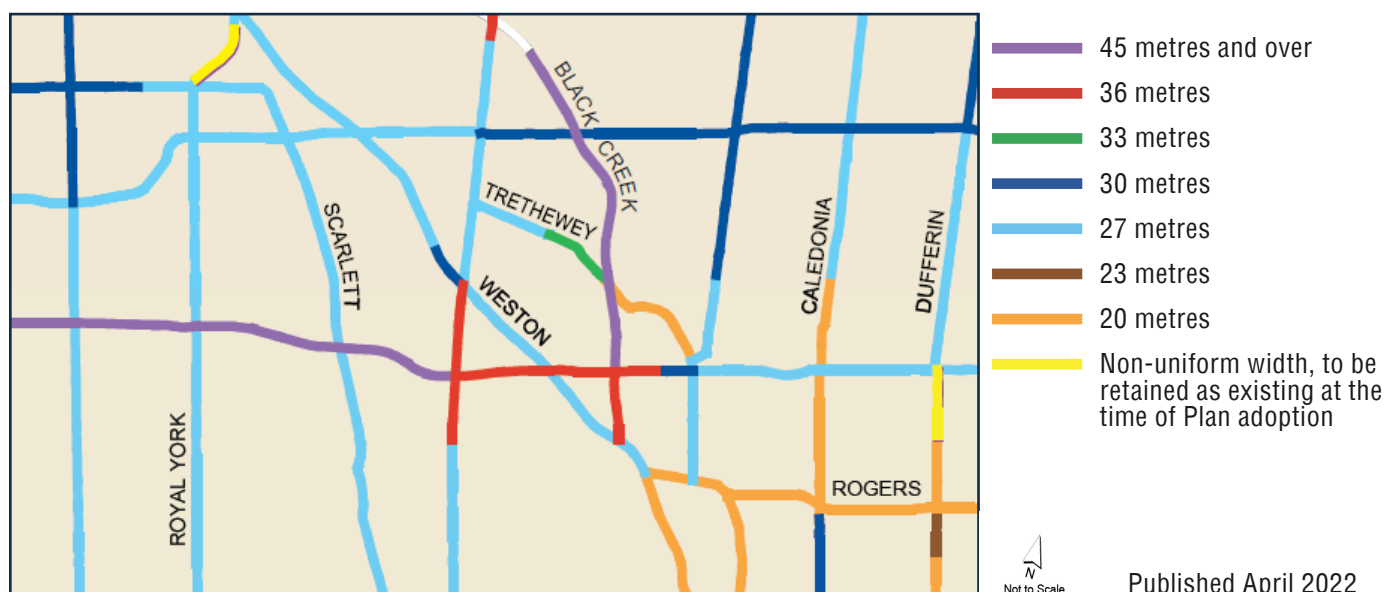 BLACK CREEK
TRETHEWEY
SCARLETT
WESTON
CALEDONIA
DUFFERIN
ROYAL YORK
ROGERS
45 metres and over
36 metres
33 metres
30 metres
27 metres
23 metres
20 metres
Non-uniform width, to be
retained as existing at the
time of Plan adoption
N
Not to Scale
Published April 2022